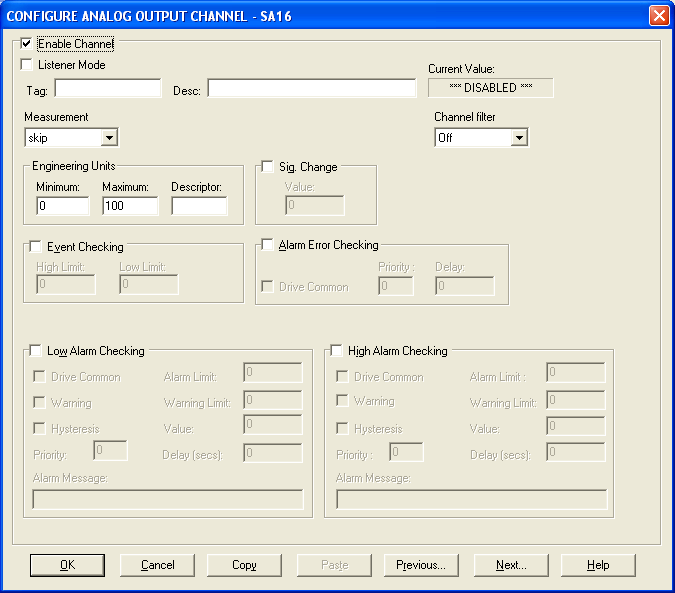 CONFIGURE ANALOG OUTPUT CHANNEL - SA16
Enable Channel
Listener Mode
Tag: Desc:
Current Value:
*** DISABLED ***
Measurement
skip
Channel filter
Off
Engineering Units
Minimum: Maximum: Descriptor:
0 100
Sig. Change
Value:
0
Event Checking
High Limit: Low Limit:
0 0
Alarm Error Checking
Priority : Delay:
Drive Common 0 0
Low Alarm Checking
Drive Common Alarm Limit: 0
Warning Warning Limit: 0
Hysteresis Value: 0
Priority: 0 Delay (secs): 0
Alarm Message:
High Alarm Checking
Drive Common Alarm Limit : 0
Warning Warning Limit: 0
Hysteresis Value: 0
Priority : 0 Delay (secs): 0
Alarm Message:
OK Cancel Copy Paste Previous... Next... Help